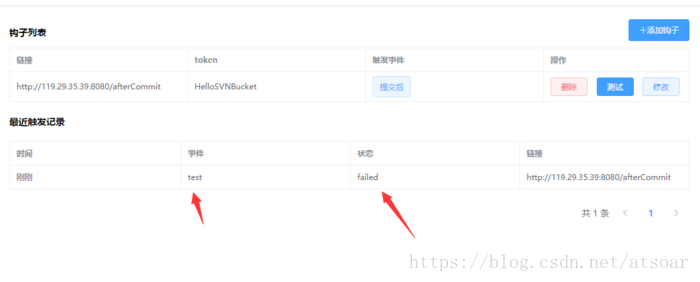 钩子列表
＋添加钩子
链接 token 触发事件 操作
http://119.29.35.39:8080/afterCommit HelloSVNBucket 提交后 删除 测试 修改
最近触发记录
时间 事件 状态 链接
刚刚 test failed http://119.29.35.39:8080/afterCommit
共 1 条 < 1 >
https://blog.csdn.net/atsoar